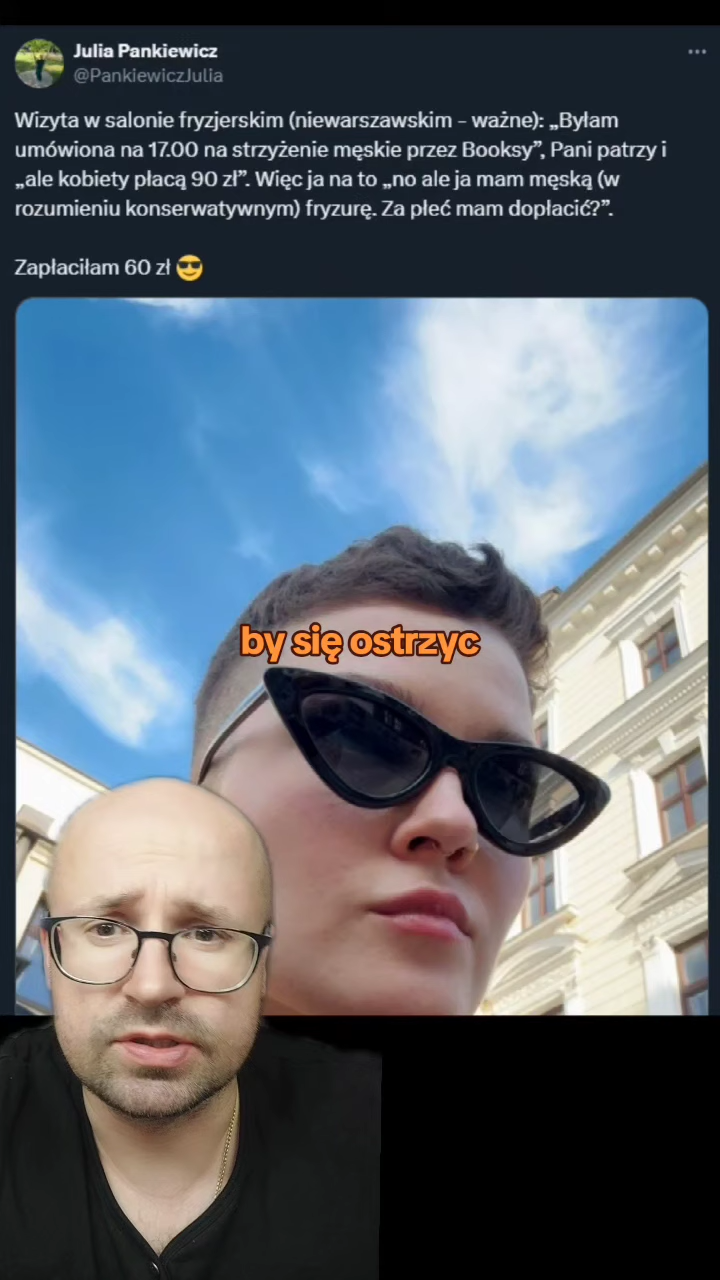 Julia Pankiewicz
@PankiewiczJulia
Wizyta w salonie fryzjerskim (niewarszawskim - ważne): „Byłam
umówiona na 17.00 na strzyżenie męskie przez Booksy”, Pani patrzy i
„ale kobiety płacą 90 zł”. Więc ja na to „no ale ja mam męską (w
rozumieniu konserwatywnym) fryzurę. Za płeć mam dopłacić?”.
Zapłaciłam 60 zł 😎
by się ostrzyc